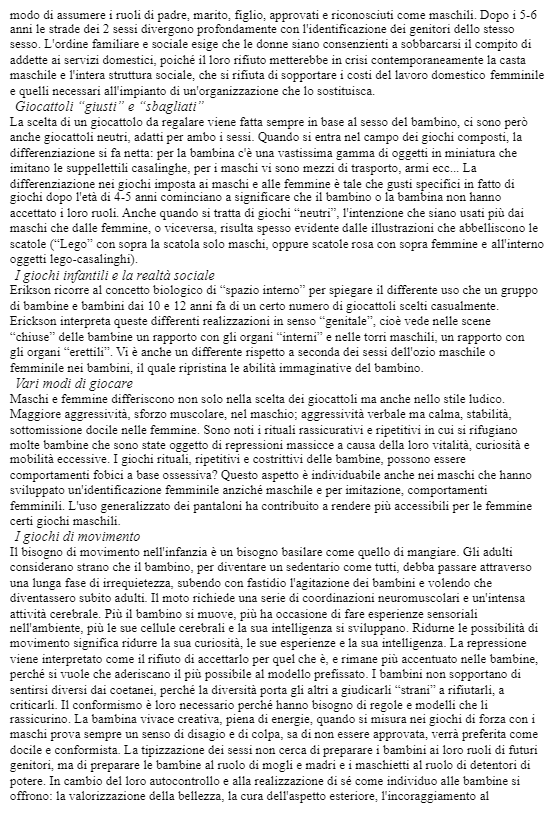 modo di assumere i ruoli di padre, marito, figlio, approvati e riconosciuti come maschili. Dopo i 5-6
anni le strade dei 2 sessi divergono profondamente con l'identificazione dei genitori dello stesso
sesso. L'ordine familiare e sociale esige che le donne siano consenzienti a sobbarcarsi il compito di
addette ai servizi domestici, poiché il loro rifiuto metterebbe in crisi contemporaneamente la casta
maschile e l'intera struttura sociale, che si rifiuta di sopportare i costi del lavoro domestico femminile
e quelli necessari all'impianto di un'organizzazione che lo sostituisca.
Giocattoli “giusti” e “sbagliati”
La scelta di un giocattolo da regalare viene fatta sempre in base al sesso del bambino, ci sono però
anche giocattoli neutri, adatti per ambo i sessi. Quando si entra nel campo dei giochi composti, la
differenziazione si fa netta: per la bambina c'è una vastissima gamma di oggetti in miniatura che
imitano le suppellettili casalinghe, per i maschi vi sono mezzi di trasporto, armi ecc... La
differenziazione nei giochi imposta ai maschi e alle femmine è tale che gusti specifici in fatto di
giochi dopo l'età di 4-5 anni cominciano a significare che il bambino o la bambina non hanno
accettato i loro ruoli. Anche quando si tratta di giochi “neutri”, l'intenzione che siano usati più dai
maschi che dalle femmine, o viceversa, risulta spesso evidente dalle illustrazioni che abbelliscono le
scatole (“Lego” con sopra la scatola solo maschi, oppure scatole rosa con sopra femmine e all'interno
oggetti lego-casalinghi).
I giochi infantili e la realtà sociale
Erikson ricorre al concetto biologico di “spazio interno” per spiegare il differente uso che un gruppo
di bambine e bambini dai 10 e 12 anni fa di un certo numero di giocattoli scelti casualmente.
Erickson interpreta queste differenti realizzazioni in senso “genitale”, cioè vede nelle scene
“chiuse” delle bambine un rapporto con gli organi “interni” e nelle torri maschili, un rapporto con
gli organi “erettili”. Vi è anche un differente rispetto a seconda dei sessi dell'ozio maschile o
femminile nei bambini, il quale ripristina le abilità immaginative del bambino.
Vari modi di giocare
Maschi e femmine differiscono non solo nella scelta dei giocattoli ma anche nello stile ludico.
Maggiore aggressività, sforzo muscolare, nel maschio; aggressività verbale ma calma, stabilità,
sottomissione docile nelle femmine. Sono noti i rituali rassicurativi e ripetitivi in cui si rifugiano
molte bambine che sono state oggetto di repressioni massicce a causa della loro vitalità, curiosità e
mobilità eccessive. I giochi rituali, ripetitivi e costrittivi delle bambine, possono essere
comportamenti fobici a base ossessiva? Questo aspetto è individuabile anche nei maschi che hanno
sviluppato un'identificazione femminile anziché maschile e per imitazione, comportamenti
femminili. L'uso generalizzato dei pantaloni ha contribuito a rendere più accessibili per le femmine
certi giochi maschili.
I giochi di movimento
Il bisogno di movimento nell'infanzia è un bisogno basilare come quello di mangiare. Gli adulti
considerano strano che il bambino, per diventare un sedentario come tutti, debba passare attraverso
una lunga fase di irrequietezza, subendo con fastidio l'agitazione dei bambini e volendo che
diventassero subito adulti. Il moto richiede una serie di coordinazioni neuromuscolari e un'intensa
attività cerebrale. Più il bambino si muove, più ha occasione di fare esperienze sensoriali
nell'ambiente, più le sue cellule cerebrali e la sua intelligenza si sviluppano. Ridurne le possibilità di
movimento significa ridurre la sua curiosità, le sue esperienze e la sua intelligenza. La repressione
viene interpretato come il rifiuto di accettarlo per quel che è, e rimane più accentuato nelle bambine,
perché si vuole che aderiscano il più possibile al modello prefissato. I bambini non sopportano di
sentirsi diversi dai coetanei, perché la diversità porta gli altri a giudicarli “strani” a rifiutarli, a
criticarli. Il conformismo è loro necessario perché hanno bisogno di regole e modelli che li
rassicurino. La bambina vivace creativa, piena di energie, quando si misura nei giochi di forza con i
maschi prova sempre un senso di disagio e di colpa, sa di non essere approvata, verrà preferita come
docile e conformista. La tipizzazione dei sessi non cerca di preparare i bambini ai loro ruoli di futuri
genitori, ma di preparare le bambine al ruolo di mogli e madri e i maschietti al ruolo di detentori di
potere. In cambio del loro autocontrollo e alla realizzazione di sé come individuo alle bambine si
offrono: la valorizzazione della bellezza, la cura dell'aspetto esteriore, l'incoraggiamento al